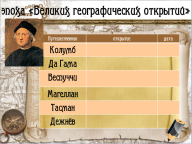 эпоха «Великих географических открытий»
Путешественник открытие дата
Колумб
Да Гама
Веспуччи
Магеллан
Тасман
Дежнёв